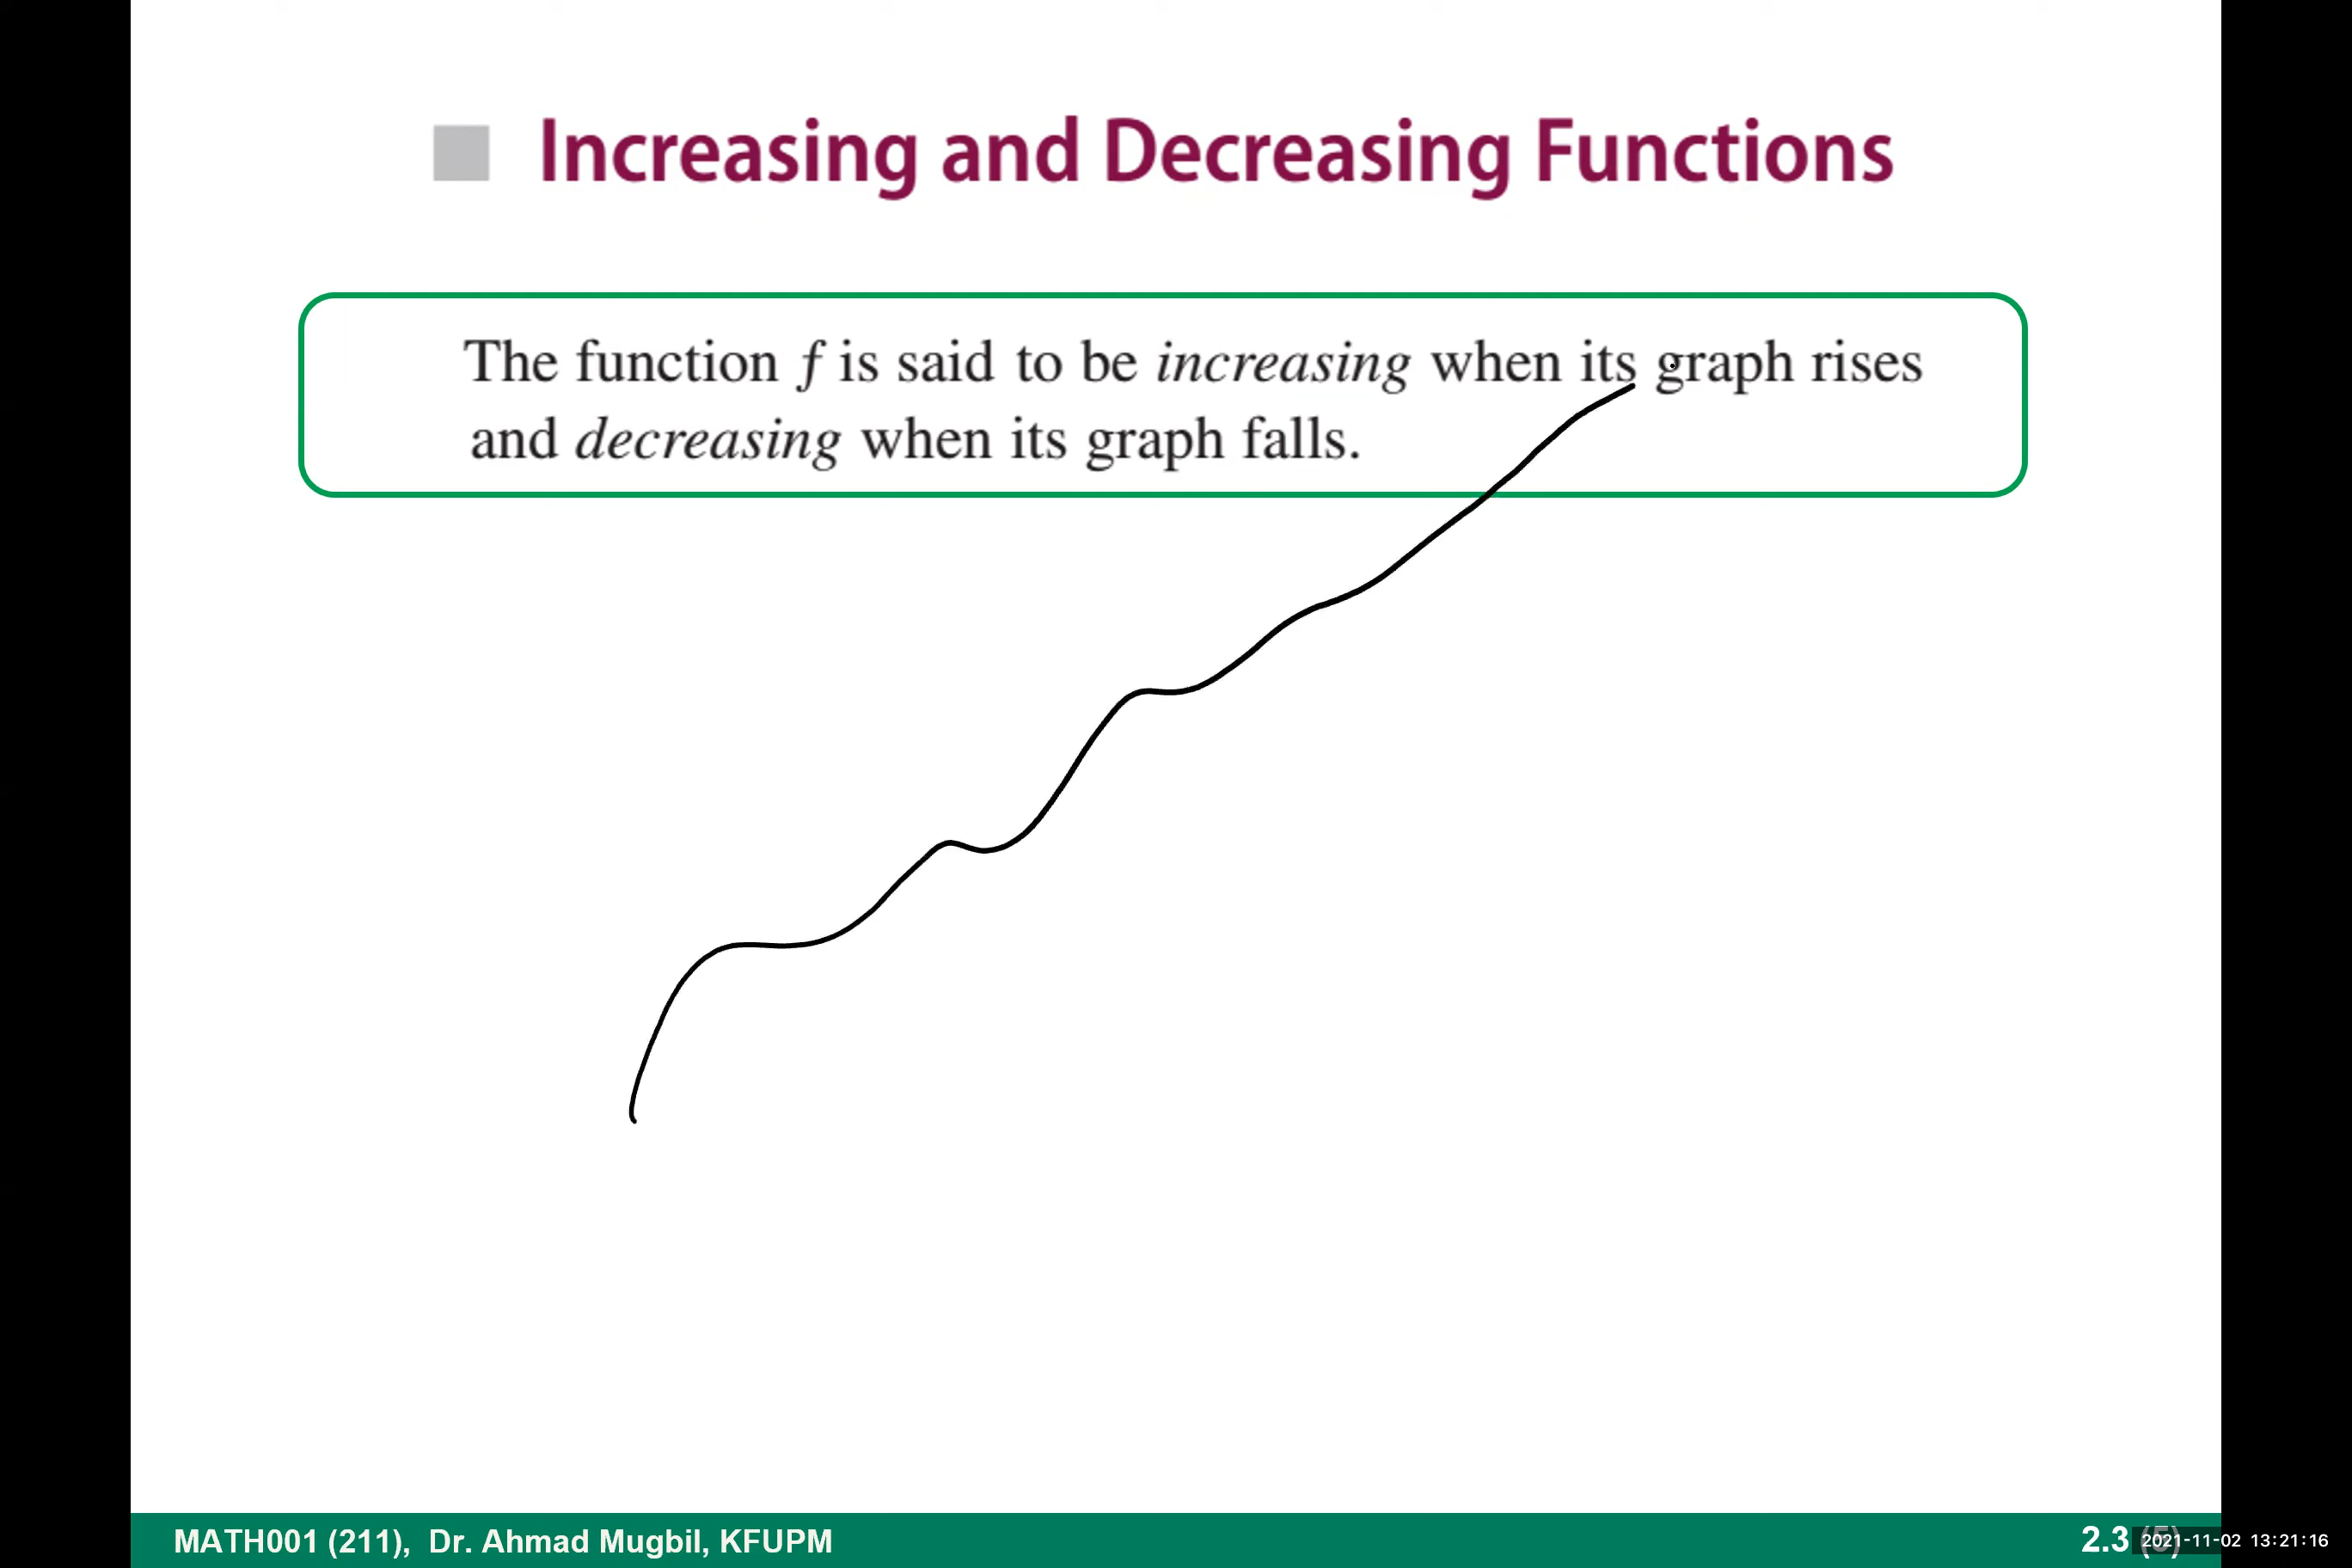 Increasing and Decreasing Functions
The function f is said to be increasing when its graph rises
and decreasing when its graph falls.
MATH001 (211), Dr. Ahmad Mugbil, KFUPM
2.3 (5)
2021-11-02 13:21:16